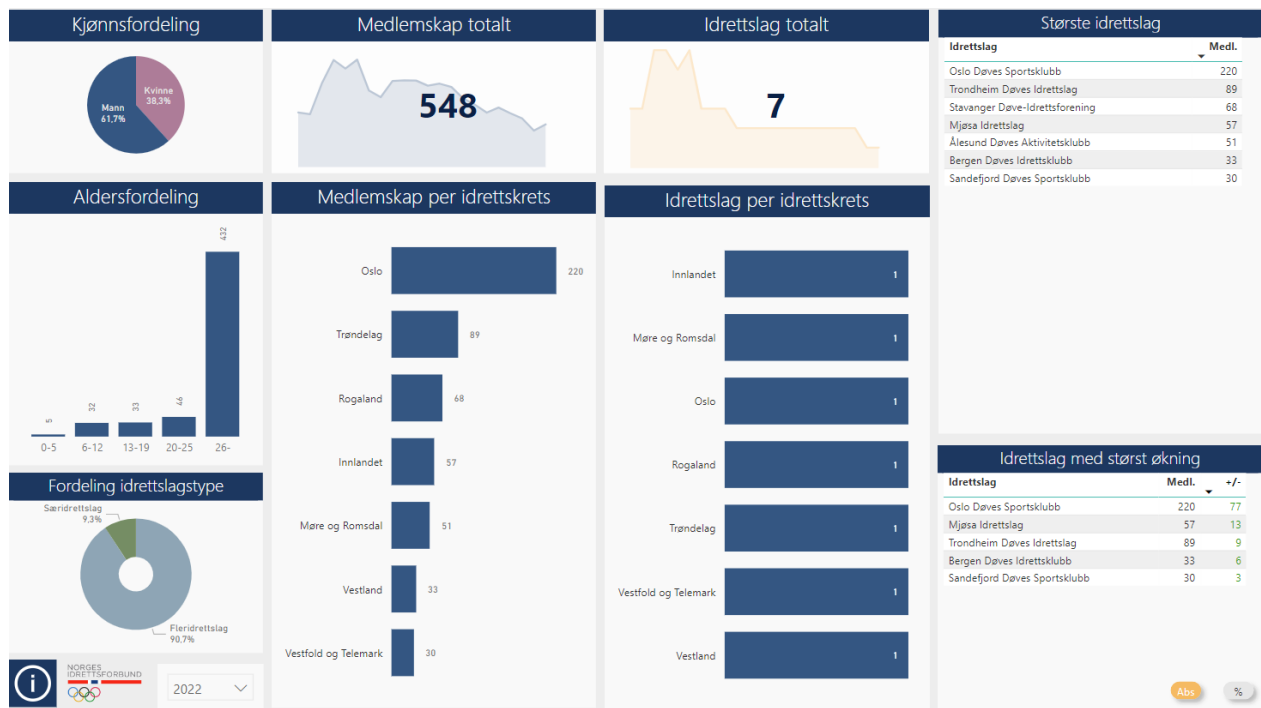 Kjønnsfordeling
Kvinne
38,3%
Mann
61,7%
Medlemskap totalt
548
Idrettslag totalt
7
Største idrettslag
Idrettslag Medl.
Oslo Døves Sportsklubb 220
Trondheim Døves Idrettslag 89
Stavanger Døve-Idrettsforening 68
Mjøsa Idrettslag 57
Ålesund Døves Aktivitetsklubb 51
Bergen Døves Idrettsklubb 33
Sandefjord Døves Sportsklubb 30
Aldersfordeling
5 32 33 46 432
0-5 6-12 13-19 20-25 26-
Medlemskap per idrettskrets
Oslo 220
Trøndelag 89
Rogaland 68
Innlandet 57
Møre og Romsdal 51
Vestland 33
Vestfold og Telemark 30
Idrettslag per idrettskrets
Innlandet 1
Møre og Romsdal 1
Oslo 1
Rogaland 1
Trøndelag 1
Vestfold og Telemark 1
Vestland 1
Idrettslag med størst økning
Idrettslag Medl. +/-
Oslo Døves Sportsklubb 220 77
Mjøsa Idrettslag 57 13
Trondheim Døves Idrettslag 89 9
Bergen Døves Idrettsklubb 33 6
Sandefjord Døves Sportsklubb 30 3
Fordeling idrettslagstype
Særidrettslag
9,3%
Fleridrettslag
90,7%
i
NORGES
IDRETTSFORBUND
2022
Abs %